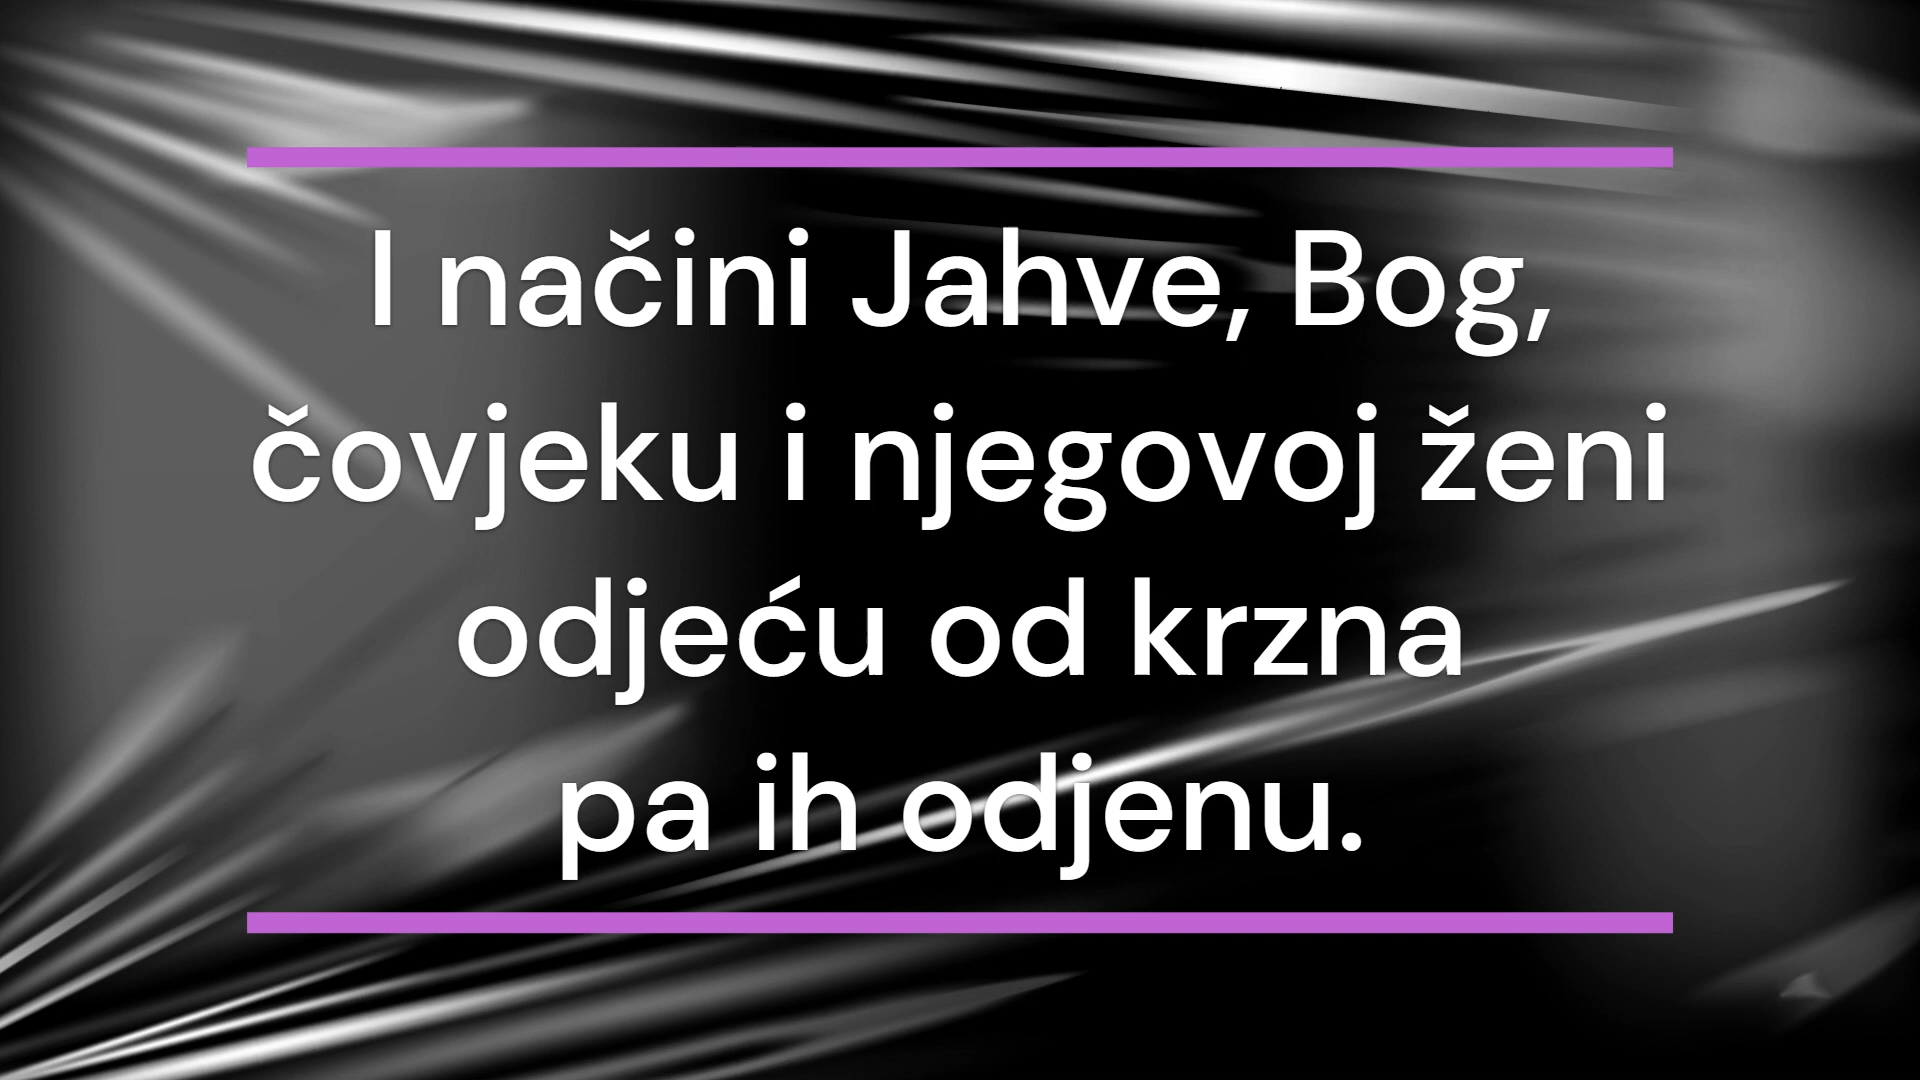 I načini Jahve, Bog,
čovjeku i njegovoj ženi
odjeću od krzna
pa ih odjenu.